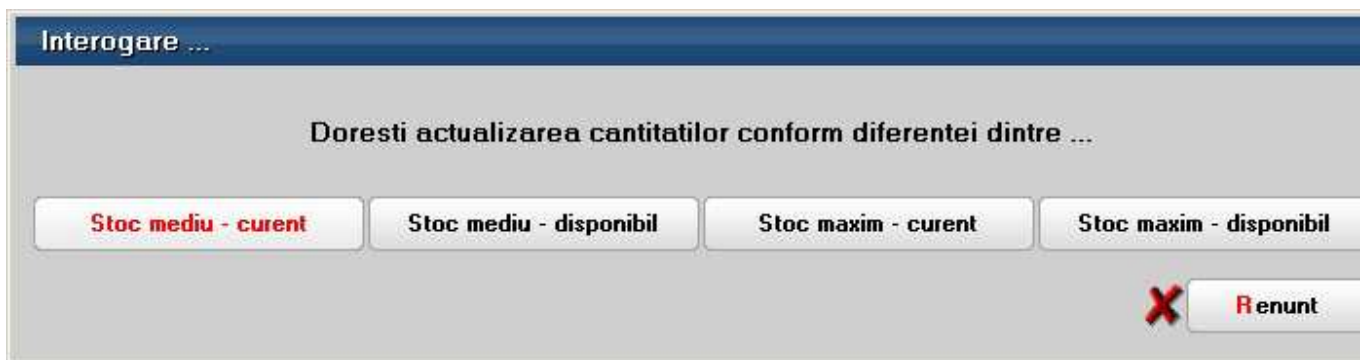 Interogare ...
Doresti actualizarea cantitatilor conform diferentei dintre ...
Stoc mediu - curent Stoc mediu - disponibil Stoc maxim - curent Stoc maxim - disponibil
Renunt